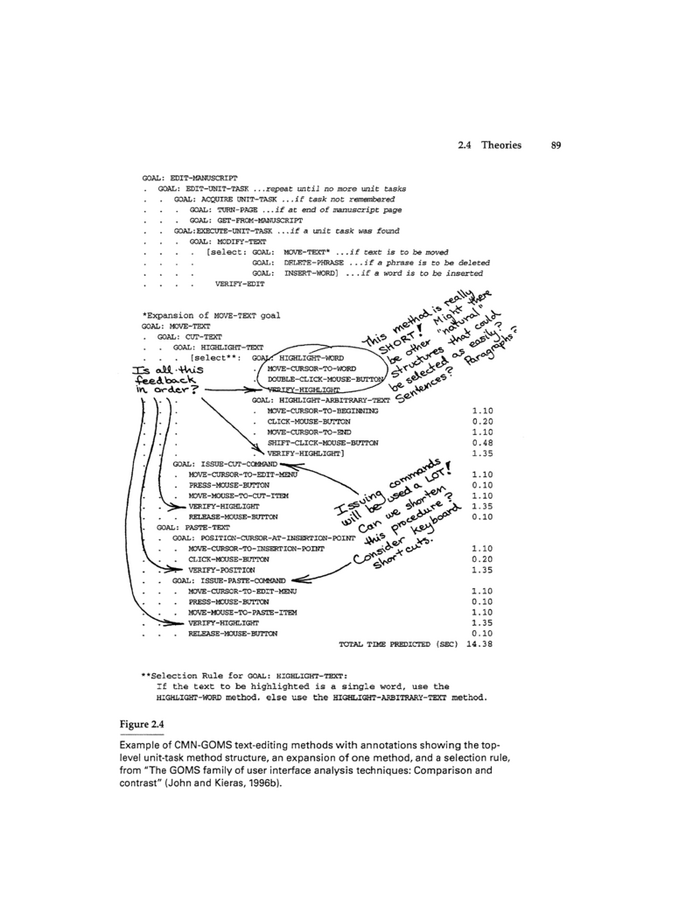 2.4 Theories 89
GOAL: EDIT-MANUSCRIPT
. GOAL: EDIT-UNIT-TASK ...repeat until no more unit tasks
. . GOAL: ACQUIRE UNIT-TASK ...if task not remembered
. . . GOAL: TURN-PAGE ...if at end of manuscript page
. . . GOAL: GET-FROM-MANUSCRIPT
. . GOAL:EXECUTE-UNIT-TASK ...if a unit task was found
. . . GOAL: MODIFY-TEXT
. . . . [select: GOAL: MOVE-TEXT* ...if text is to be moved
. . . . GOAL: DELETE-PHRASE ...if a phrase is to be deleted
. . . . GOAL: INSERT-WORD] ...if a word is to be inserted
. . . . VERIFY-EDIT
*Expansion of MOVE-TEXT goal
GOAL: MOVE-TEXT
. GOAL: CUT-TEXT
. . GOAL: HIGHLIGHT-TEXT
. . . [select**: GOAL: HIGHLIGHT-WORD
. MOVE-CURSOR-TO-WORD
. DOUBLE-CLICK-MOUSE-BUTTON
. VERIFY-HIGHLIGHT
This method is really
SHORT! Might there
be other "natural"
structures that could
be selected as easily?
Sentences? Paragraphs?
Is all this
feedback
in order?
GOAL: HIGHLIGHT-ARBITRARY-TEXT
. MOVE-CURSOR-TO-BEGINNING 1.10
. CLICK-MOUSE-BUTTON 0.20
. MOVE-CURSOR-TO-END 1.10
. SHIFT-CLICK-MOUSE-BUTTON 0.48
. VERIFY-HIGHLIGHT] 1.35
. . GOAL: ISSUE-CUT-COMMAND
. . . MOVE-CURSOR-TO-EDIT-MENU 1.10
. . . PRESS-MOUSE-BUTTON 0.10
. . . MOVE-MOUSE-TO-CUT-ITEM 1.10
. . . VERIFY-HIGHLIGHT 1.35
. . . RELEASE-MOUSE-BUTTON 0.10
Issuing commands
will be used a LOT!
Can we shorten
this procedure?
Consider keyboard
shortcuts.
. GOAL: PASTE-TEXT
. . GOAL: POSITION-CURSOR-AT-INSERTION-POINT
. . . MOVE-CURSOR-TO-INSERTION-POINT 1.10
. . . CLICK-MOUSE-BUTTON 0.20
. . . VERIFY-POSITION 1.35
. . GOAL: ISSUE-PASTE-COMMAND
. . . MOVE-CURSOR-TO-EDIT-MENU 1.10
. . . PRESS-MOUSE-BUTTON 0.10
. . . MOVE-MOUSE-TO-PASTE-ITEM 1.10
. . . VERIFY-HIGHLIGHT 1.35
. . . RELEASE-MOUSE-BUTTON 0.10
TOTAL TIME PREDICTED (SEC) 14.38
**Selection Rule for GOAL: HIGHLIGHT-TEXT:
If the text to be highlighted is a single word, use the
HIGHLIGHT-WORD method, else use the HIGHLIGHT-ARBITRARY-TEXT method.
Figure 2.4
Example of CMN-GOMS text-editing methods with annotations showing the top-
level unit-task method structure, an expansion of one method, and a selection rule,
from "The GOMS family of user interface analysis techniques: Comparison and
contrast" (John and Kieras, 1996b).